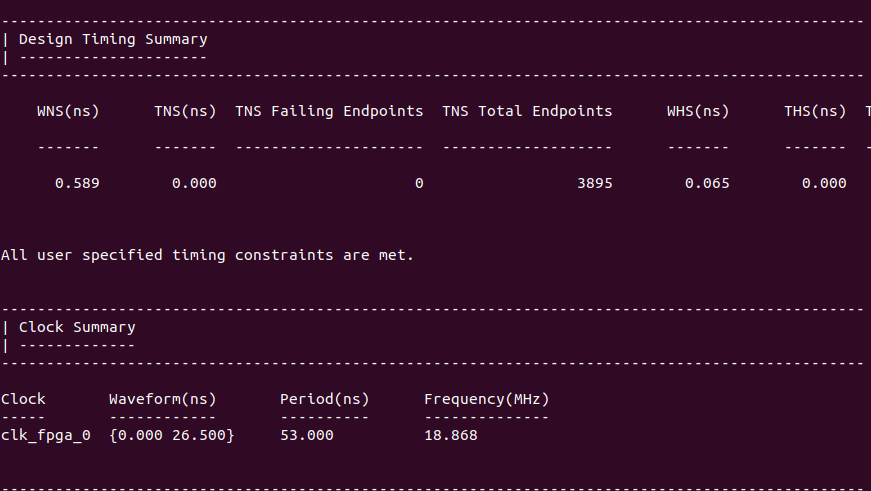 ------------------------------------------------------------------------------------------------
| Design Timing Summary
| ---------------------
------------------------------------------------------------------------------------------------
WNS(ns) TNS(ns) TNS Failing Endpoints TNS Total Endpoints WHS(ns) THS(ns) T
------- ------- --------------------- ------------------- ------- ------- -
0.589 0.000 0 3895 0.065 0.000
All user specified timing constraints are met.
------------------------------------------------------------------------------------------------
| Clock Summary
| -------------
------------------------------------------------------------------------------------------------
Clock Waveform(ns) Period(ns) Frequency(MHz)
----- ------------ ---------- --------------
clk_fpga_0 {0.000 26.500} 53.000 18.868
------------------------------------------------------------------------------------------------